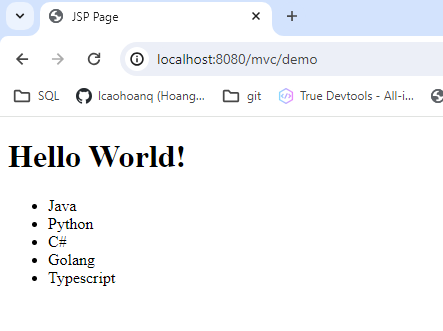 JSP Page
localhost:8080/mvc/demo
SQL
lcaohoanq (Hoang...
git
True Devtools - All-i...
Hello World!
Java
Python
C#
Golang
Typescript